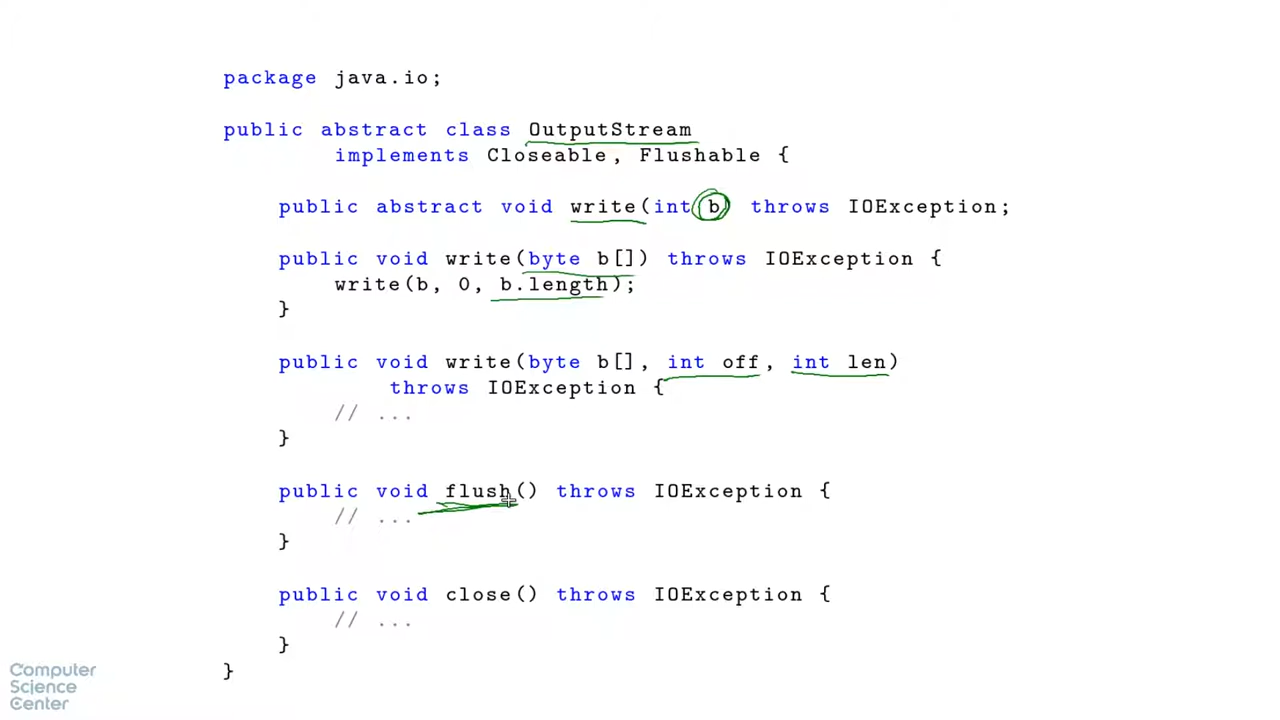 package java.io;
public abstract class OutputStream
implements Closeable, Flushable {
public abstract void write(int b) throws IOException;
public void write(byte b[]) throws IOException {
write(b, 0, b.length);
}
public void write(byte b[], int off, int len)
throws IOException {
// ...
}
public void flush() throws IOException {
// ...
}
public void close() throws IOException {
// ...
}
}
Computer
Science
Center